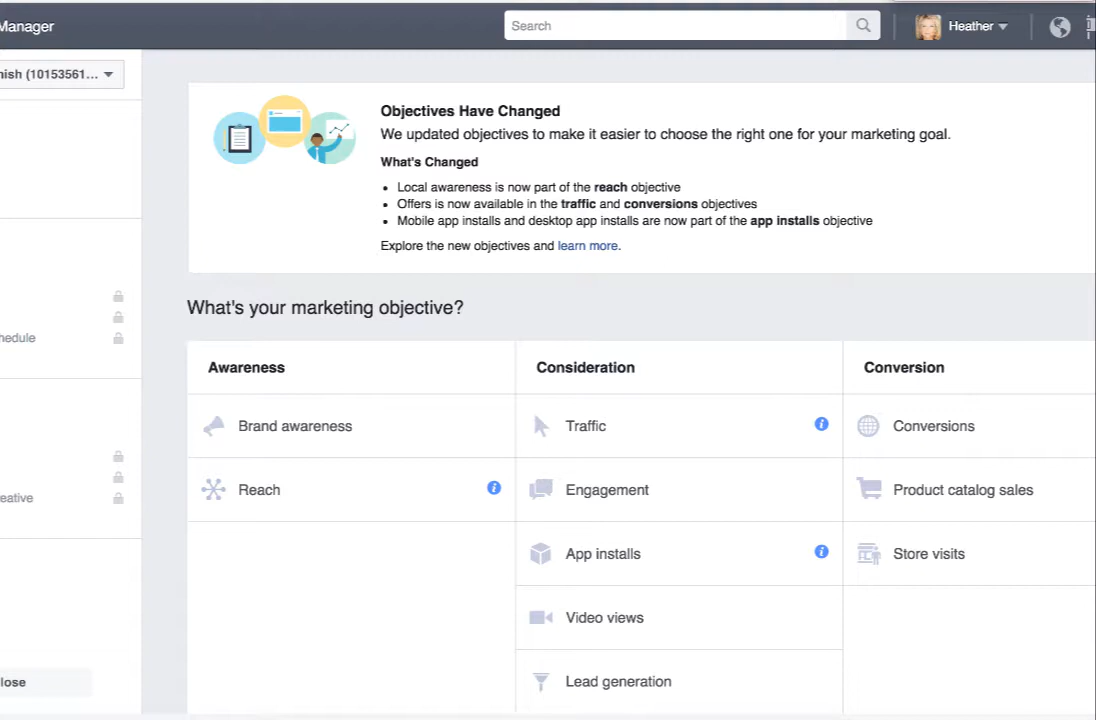 Manager
Search
Heather
nish (10153561...
Objectives Have Changed
We updated objectives to make it easier to choose the right one for your marketing goal.
What's Changed
• Local awareness is now part of the reach objective
• Offers is now available in the traffic and conversions objectives
• Mobile app installs and desktop app installs are now part of the app installs objective
Explore the new objectives and learn more.
What's your marketing objective?
hedule
eative
lose
Awareness
Brand awareness
Reach
Consideration
Traffic
Engagement
App installs
Video views
Lead generation
Conversion
Conversions
Product catalog sales
Store visits